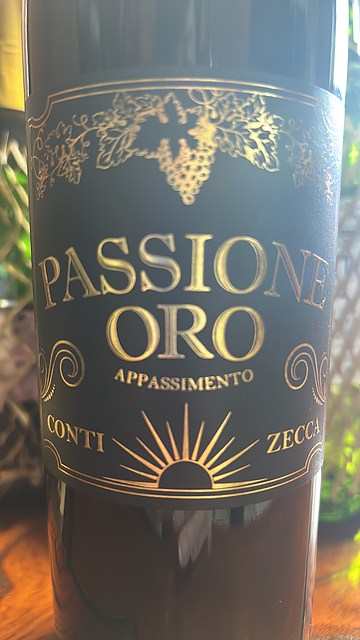 PASSIONE
ORO
APPASSIMENTO
CONTI ZECCA